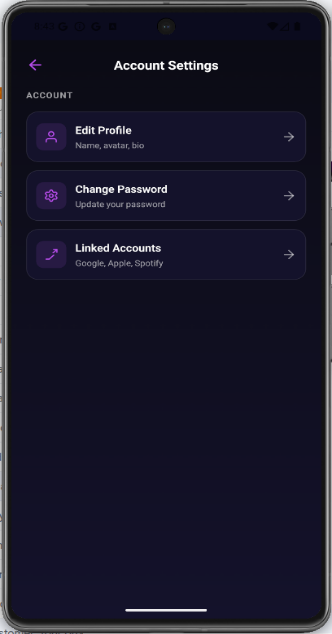 Account Settings
ACCOUNT
Edit Profile
Name, avatar, bio
Change Password
Update your password
Linked Accounts
Google, Apple, Spotify